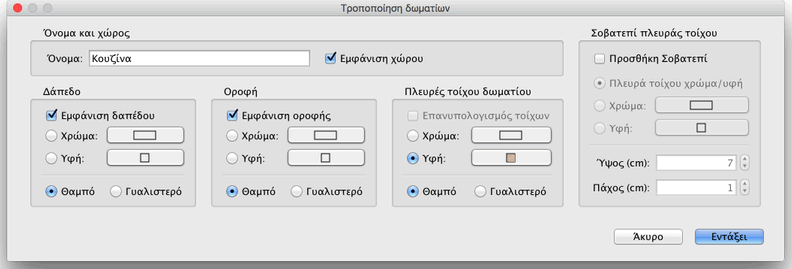 Τροποποίηση δωματίων
Όνομα και χώρος
Όνομα: Κουζίνα
Εμφάνιση χώρου
Δάπεδο
Εμφάνιση δαπέδου
Χρώμα:
Υφή:
Θαμπό Γυαλιστερό
Οροφή
Εμφάνιση οροφής
Χρώμα:
Υφή:
Θαμπό Γυαλιστερό
Πλευρές τοίχου δωματίου
Επανυπολογισμός τοίχων
Χρώμα:
Υφή:
Θαμπό Γυαλιστερό
Σοβατεπί πλευράς τοίχου
Προσθήκη Σοβατεπί
Πλευρά τοίχου χρώμα/υφή
Χρώμα:
Υφή:
Ύψος (cm): 7
Πάχος (cm): 1
Άκυρο Εντάξει